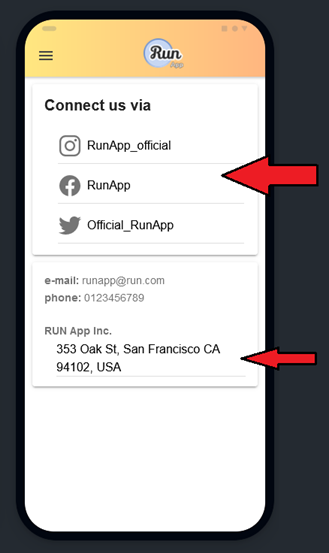 Run
App
Connect us via
RunApp_official
RunApp
Official_RunApp
e-mail: runapp@run.com
phone: 0123456789
RUN App Inc.
353 Oak St, San Francisco CA
94102, USA